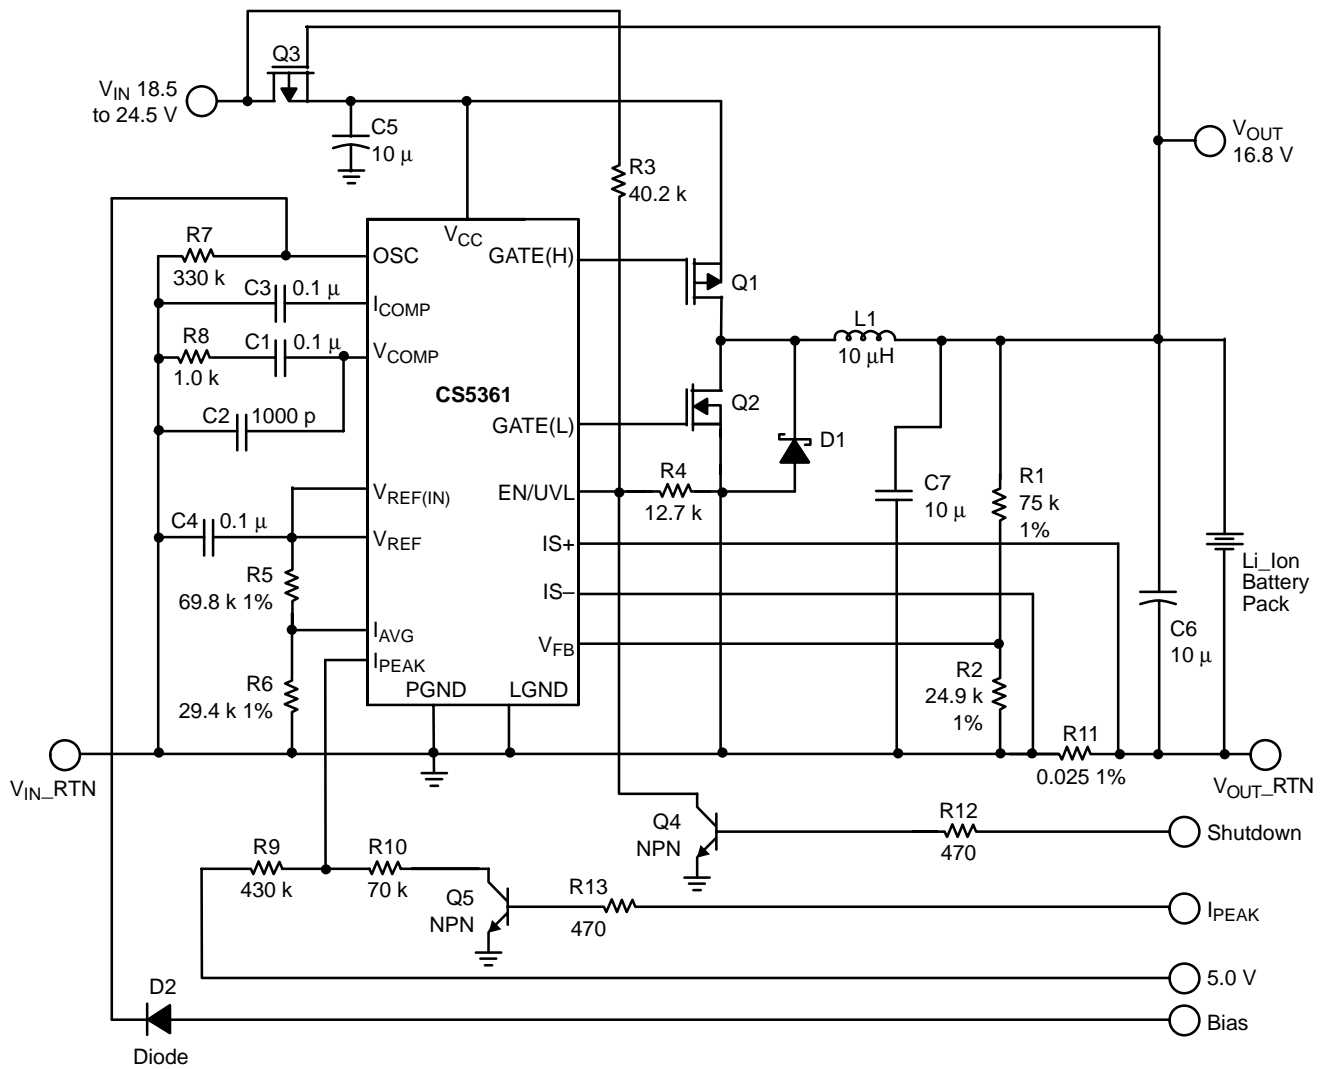 Q3
V_IN 18.5
to 24.5 V
C5
10 μ
V_OUT
16.8 V
R3
40.2 k
R7
330 k
OSC
V_CC
GATE(H)
Q1
C3 0.1 μ
I_COMP
L1
10 μH
R8
1.0 k
C1 0.1 μ
V_COMP
CS5361
Q2
C2 1000 p
GATE(L)
D1
V_REF(IN)
EN/UVL
R4
12.7 k
C7
10 μ
R1
75 k
1%
C4 0.1 μ
V_REF
IS+
R5
69.8 k 1%
IS–
Li_Ion
Battery
Pack
I_AVG
V_FB
C6
10 μ
I_PEAK
R6
29.4 k 1%
PGND
LGND
R2
24.9 k
1%
R11
0.025 1%
V_IN_RTN
V_OUT_RTN
Q4
NPN
R12
470
Shutdown
R9
430 k
R10
70 k
Q5
NPN
R13
470
I_PEAK
5.0 V
D2
Diode
Bias